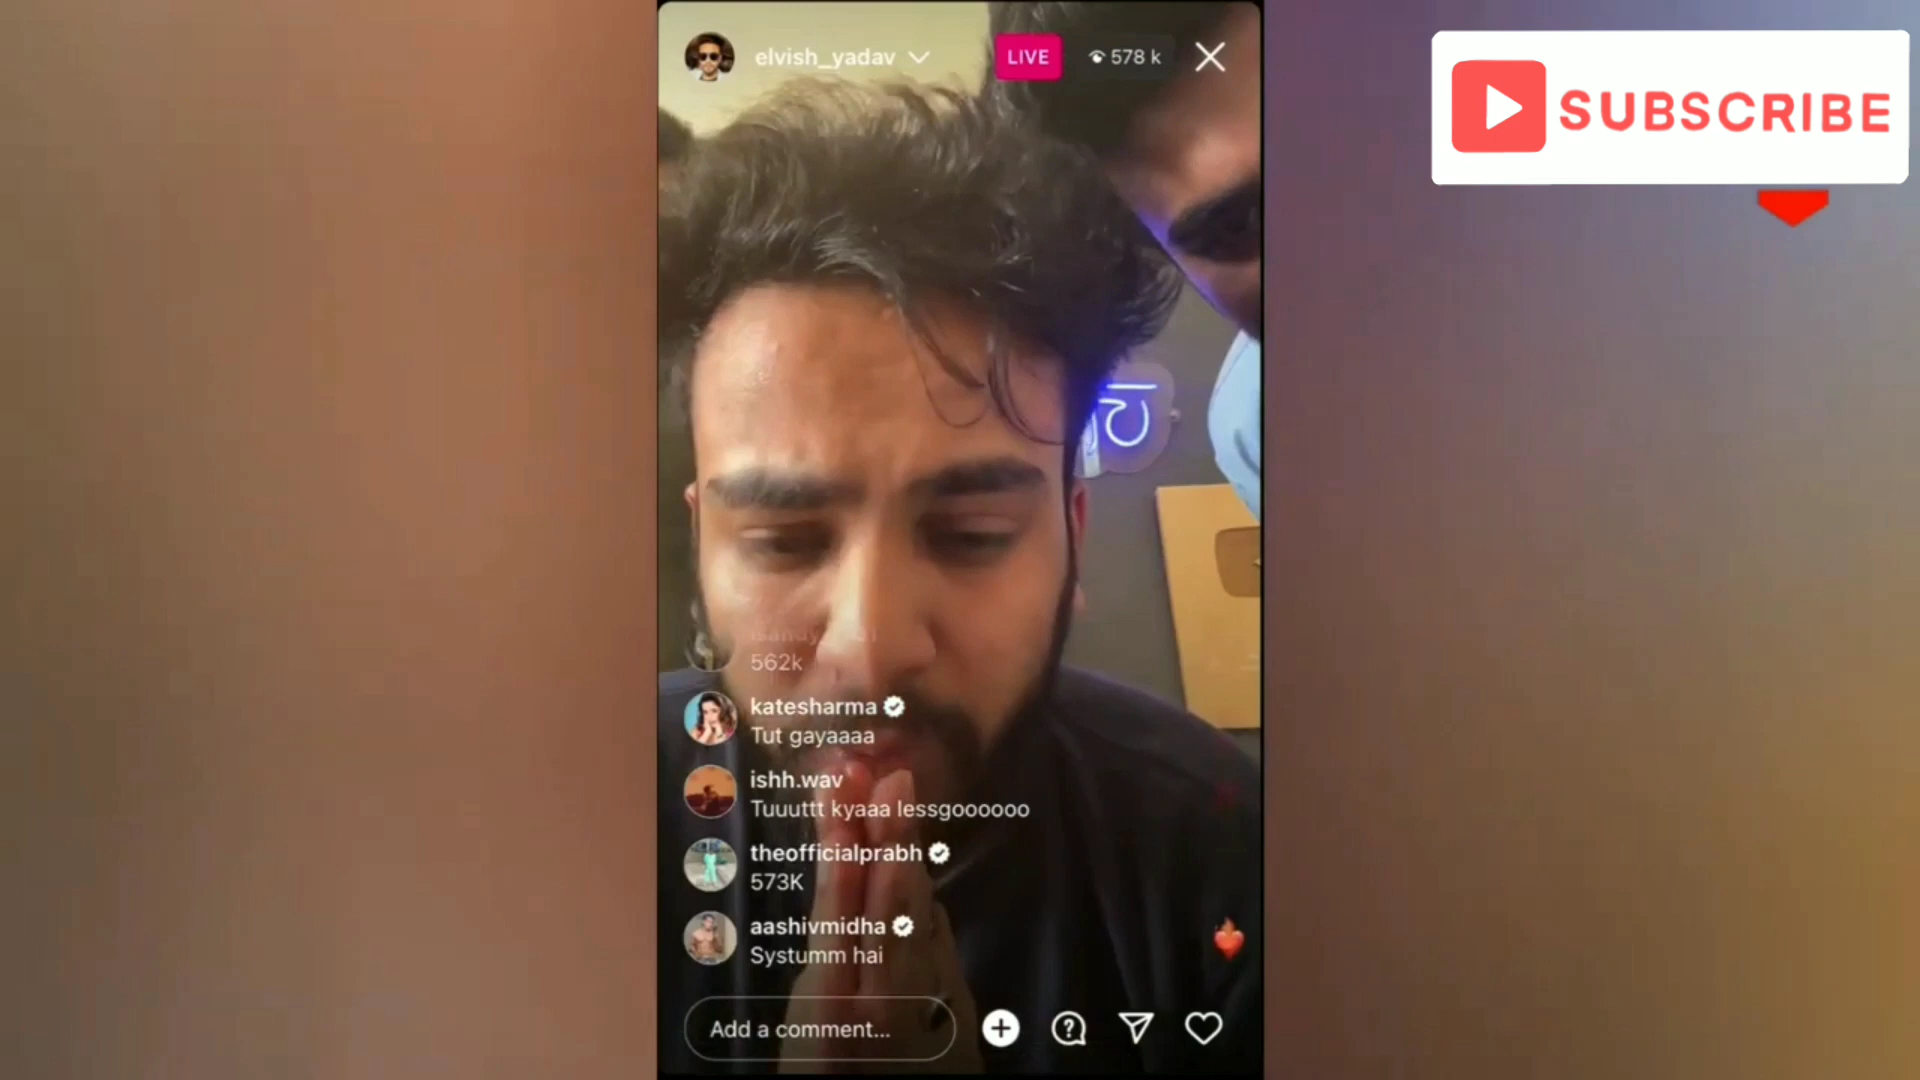 elvish_yadav
LIVE
578 k
SUBSCRIBE
562k
katesharma
Tut gayaaaa
ishh.wav
Tuuuttt kyaaa lessgoooooo
theofficialprabh
573K
aashivmidha
Systumm hai
Add a comment...